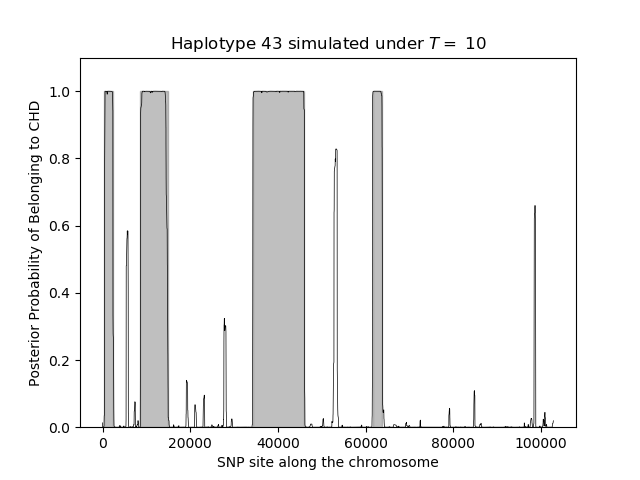 Haplotype 43 simulated under T = 10
Posterior Probability of Belonging to CHD
1.0
0.8
0.6
0.4
0.2
0.0
0 20000 40000 60000 80000 100000
SNP site along the chromosome